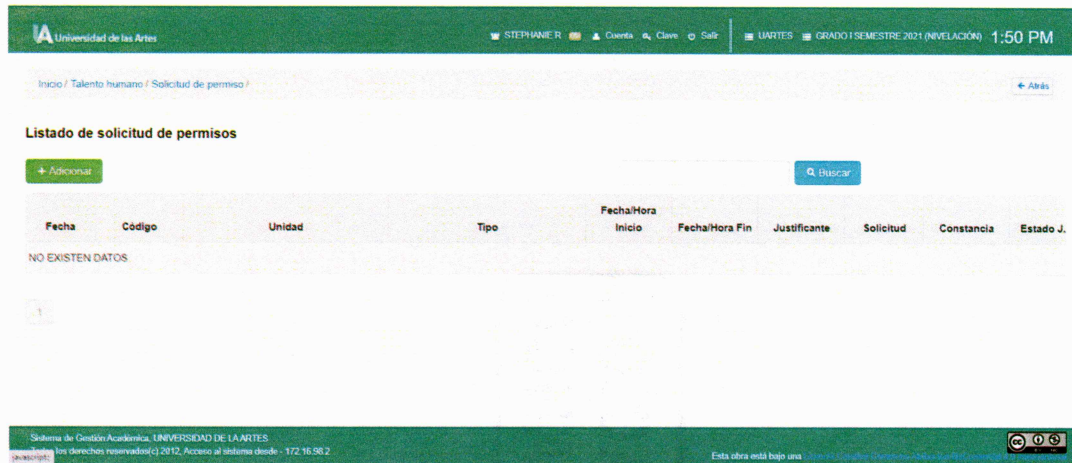 Universidad de las Artes
STEPHANIE R Cuenta Clave Salir UARTES GRADO I SEMESTRE 2021 (NIVELACIÓN) 1:50 PM
Inicio / Talento humano / Solicitud de permiso /
Atrás
Listado de solicitud de permisos
+ Adicionar
Buscar
Fecha Código Unidad Tipo Fecha/Hora Inicio Fecha/Hora Fin Justificante Solicitud Constancia Estado J.
NO EXISTEN DATOS
1
Sistema de Gestión Académica, UNIVERSIDAD DE LA ARTES
los derechos reservados(c) 2012, Acceso al sistema desde - 172.16.98.2
javascript:
Esta obra está bajo una